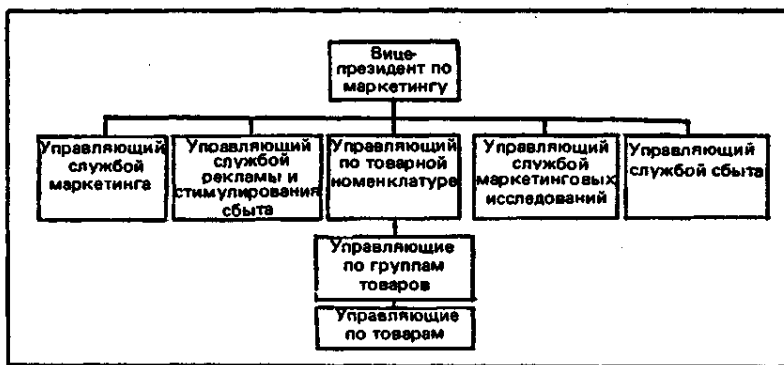 Вице-
президент по
маркетингу
Управляющий
службой
маркетинга
Управляющий
службой
рекламы и
стимулирования
сбыта
Управляющий
по товарной
номенклатуре
Управляющий
службой
маркетинговых
исследований
Управляющий
службой сбыта
Управляющие
по группам
товаров
Управляющие
по товарам